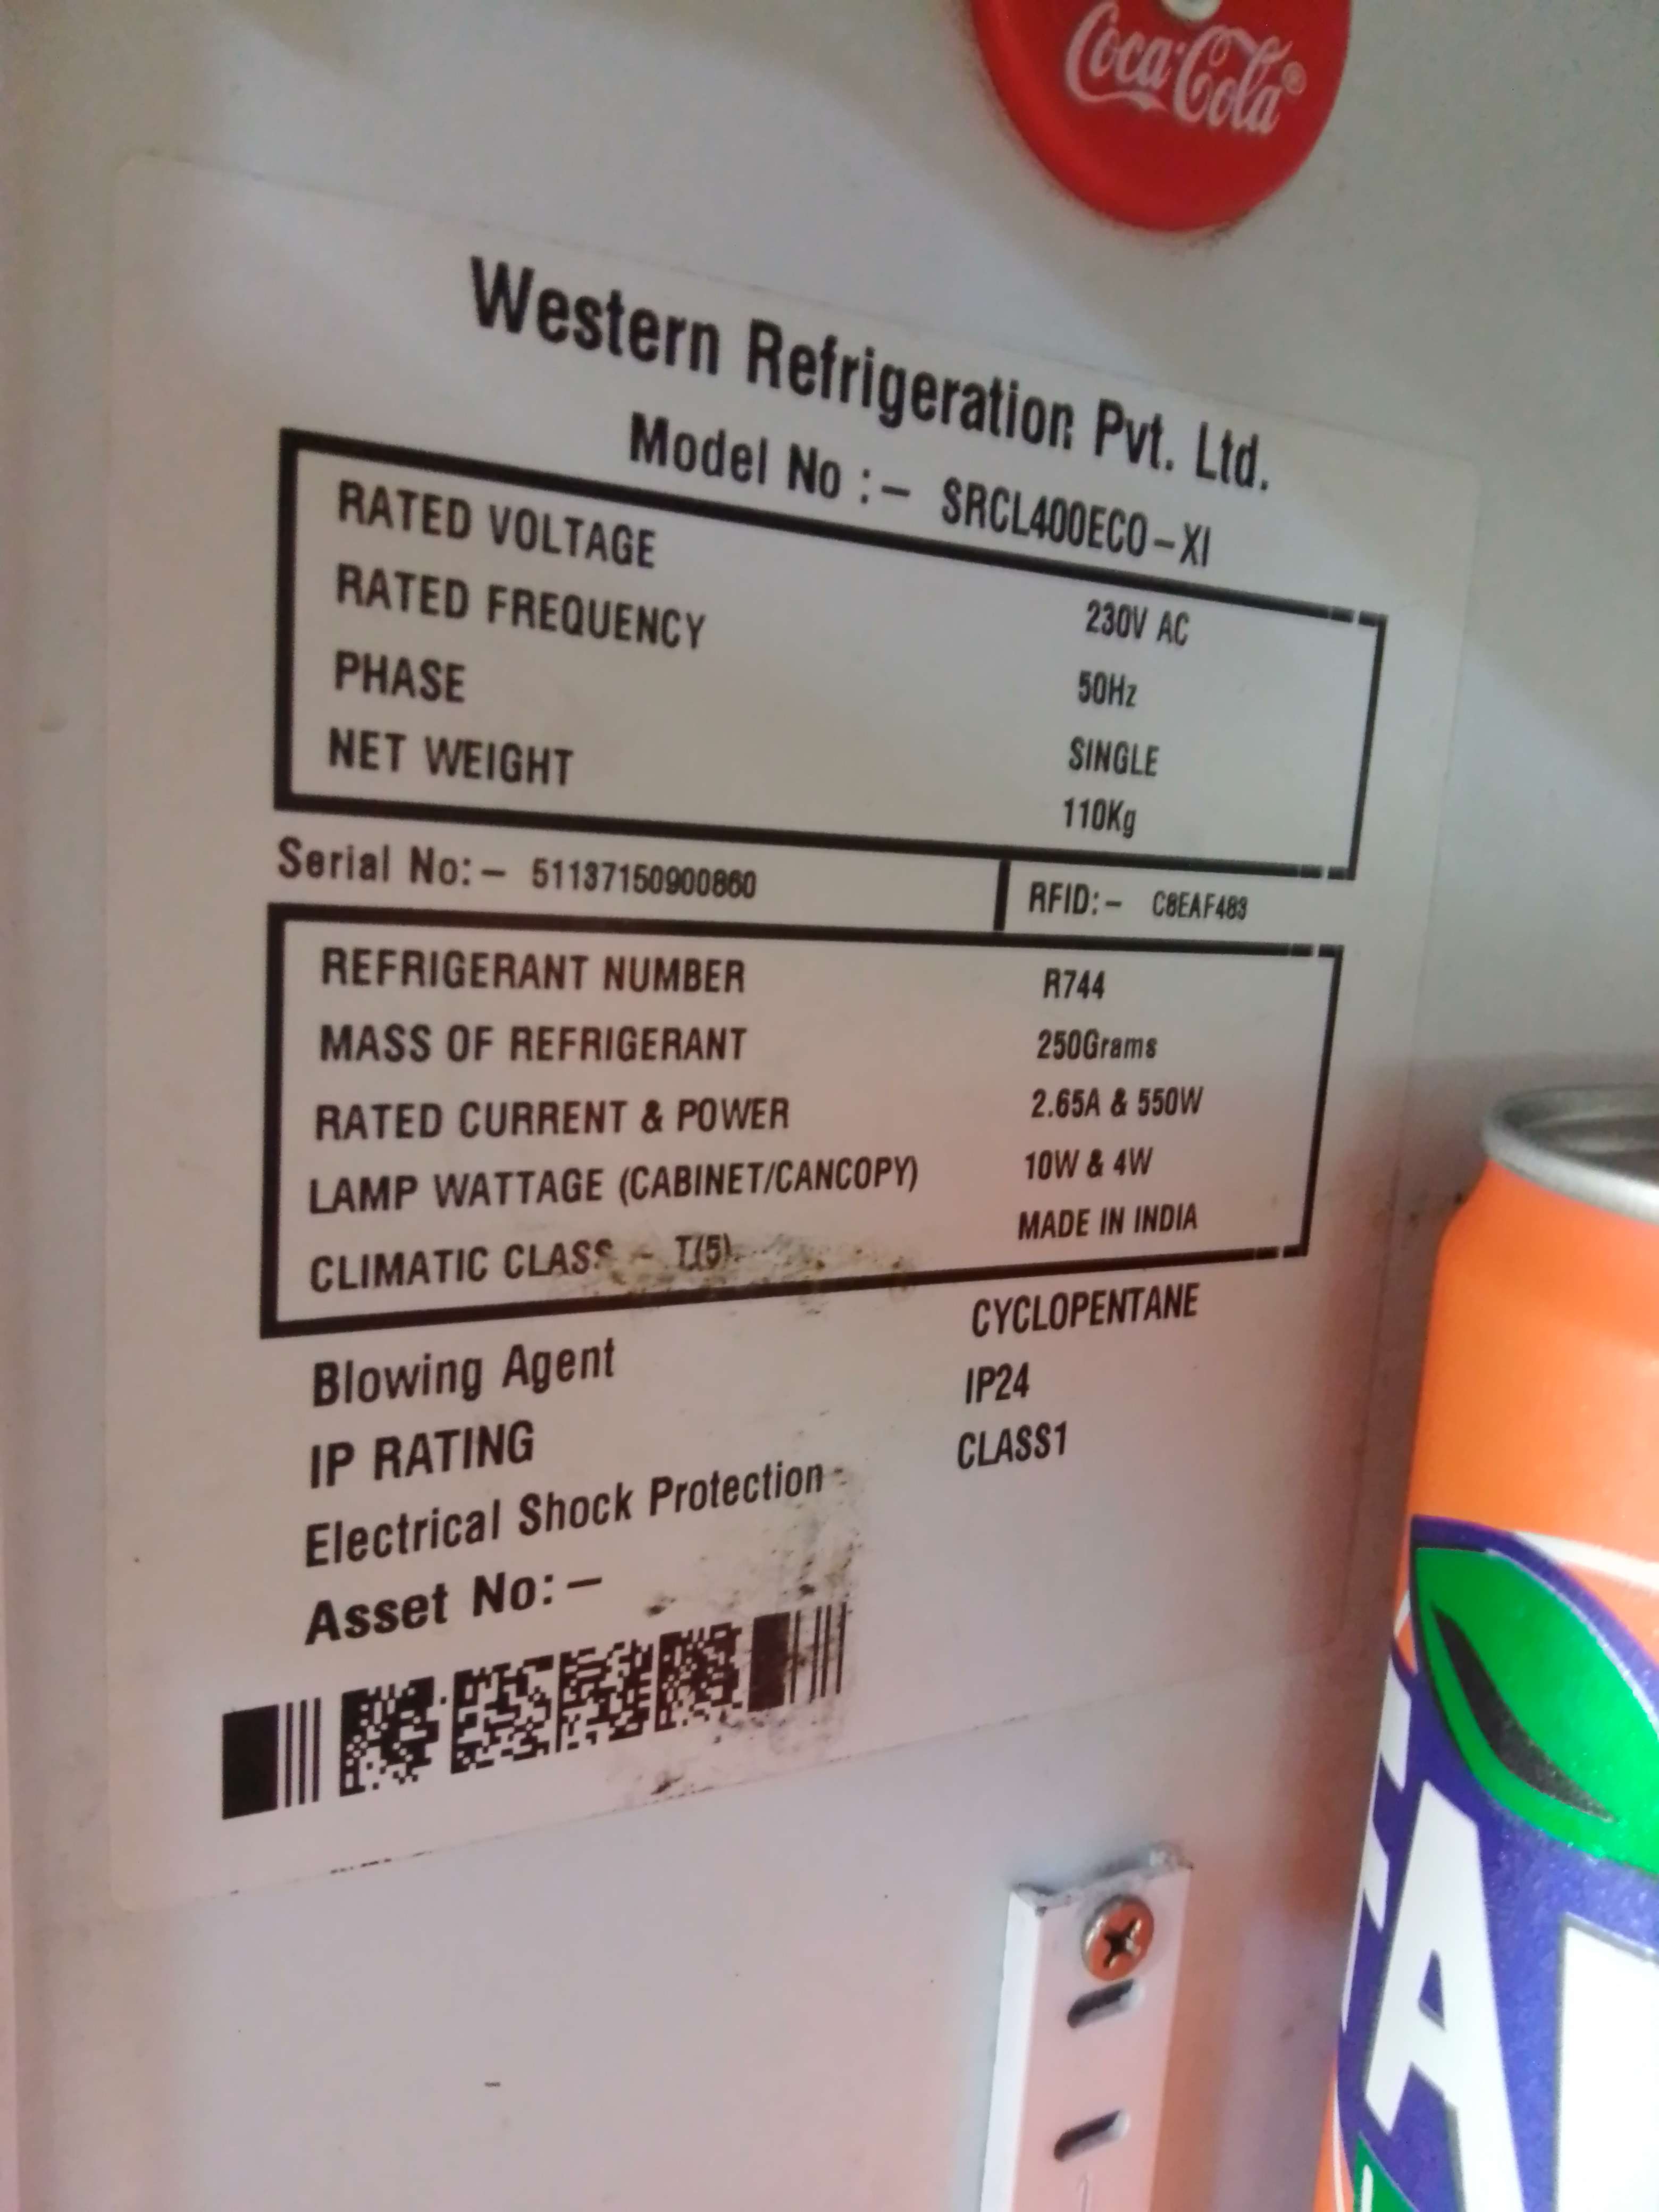 Coca-Cola®
Western Refrigeration Pvt. Ltd.
Model No :- SRCL400ECO-XI
RATED VOLTAGE 230V AC
RATED FREQUENCY 50Hz
PHASE SINGLE
NET WEIGHT 110Kg
Serial No:- 51137150900860 RFID:- C8EAF483
REFRIGERANT NUMBER R744
MASS OF REFRIGERANT 250Grams
RATED CURRENT & POWER 2.65A & 550W
LAMP WATTAGE (CABINET/CANCOPY) 10W & 4W
CLIMATIC CLASS - T(5) MADE IN INDIA
Blowing Agent CYCLOPENTANE
IP RATING IP24
Electrical Shock Protection - CLASS1
Asset No:-